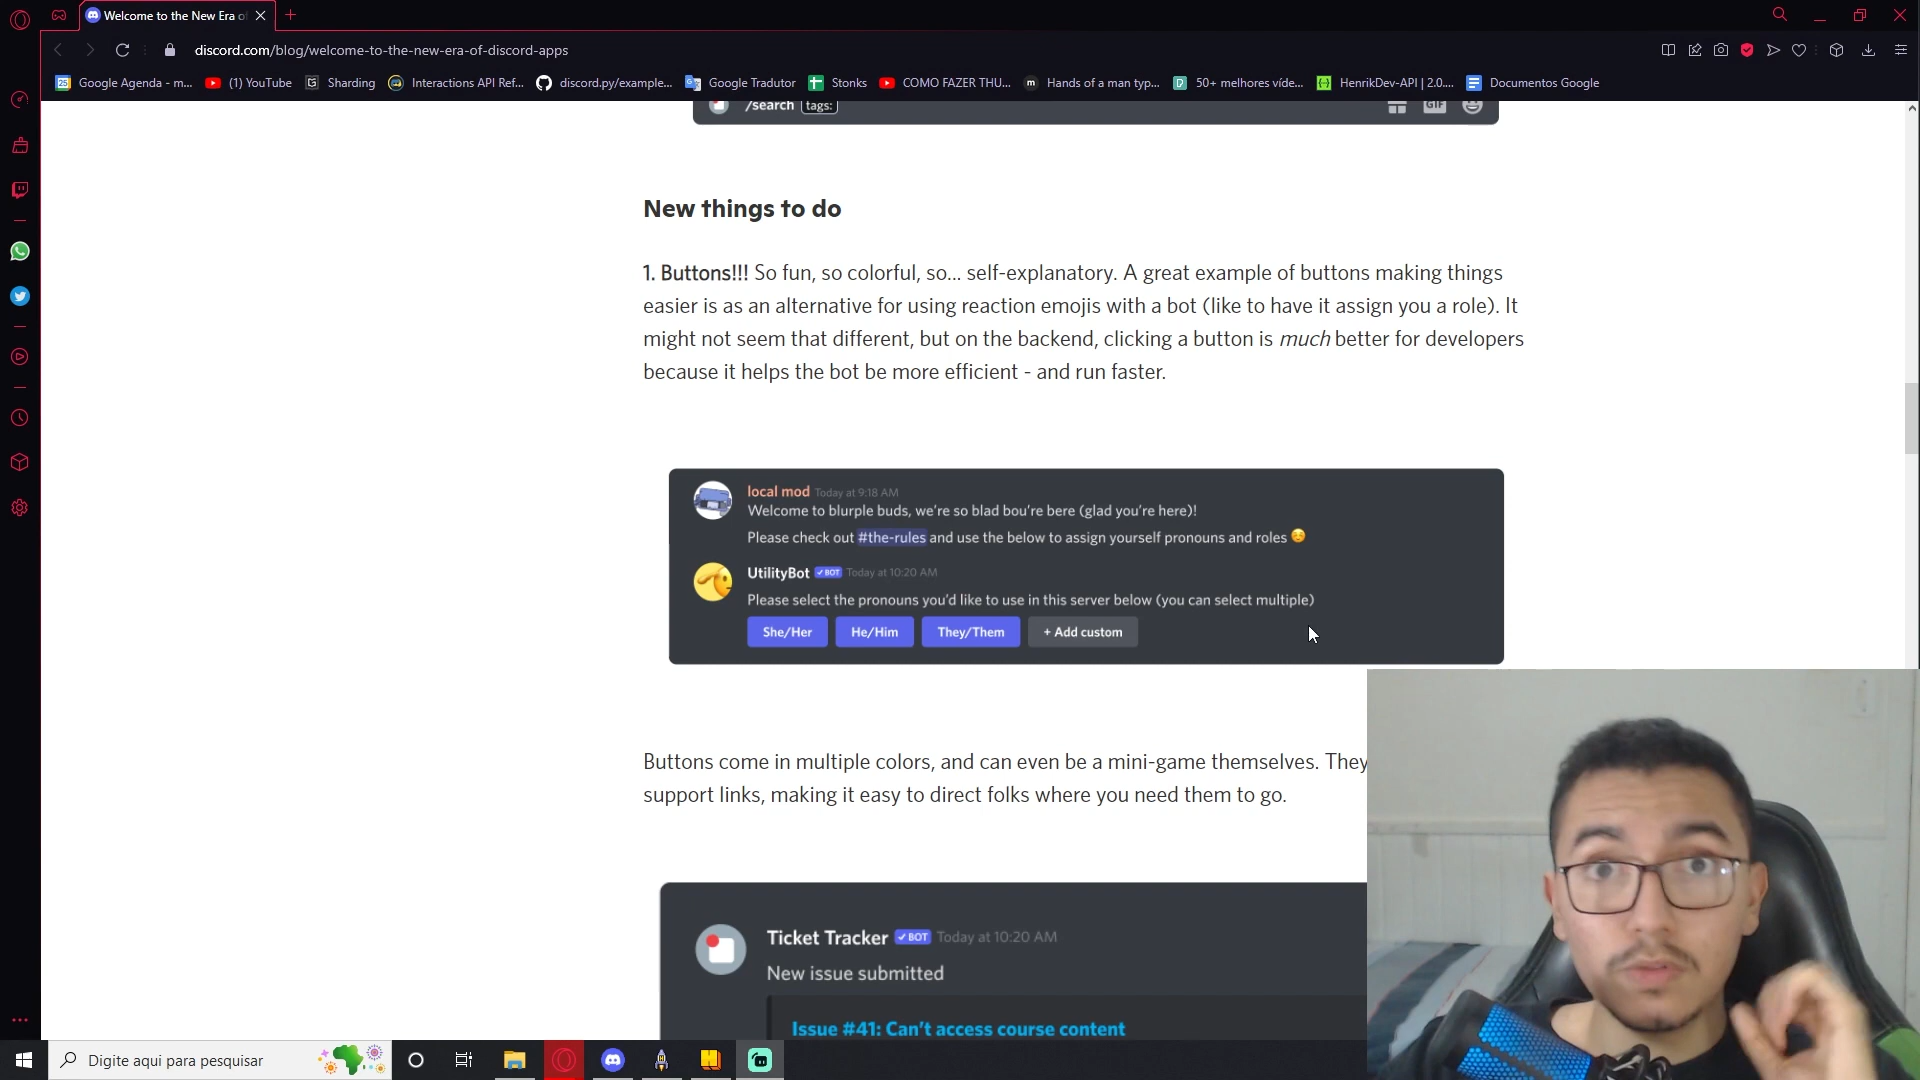 Welcome to the New Era of
discord.com/blog/welcome-to-the-new-era-of-discord-apps
Google Agenda - m...
(1) YouTube
Sharding
Interactions API Ref...
discord.py/example...
Google Tradutor
Stonks
COMO FAZER THU...
Hands of a man typ...
50+ melhores víde...
HenrikDev-API | 2.0....
Documentos Google
/search tags:
GIF
New things to do
1. Buttons!!! So fun, so colorful, so... self-explanatory. A great example of buttons making things
easier is as an alternative for using reaction emojis with a bot (like to have it assign you a role). It
might not seem that different, but on the backend, clicking a button is much better for developers
because it helps the bot be more efficient - and run faster.
local mod Today at 9:18 AM
Welcome to blurple buds, we're so blad bou're bere (glad you're here)!
Please check out #the-rules and use the below to assign yourself pronouns and roles
UtilityBot BOT Today at 10:20 AM
Please select the pronouns you'd like to use in this server below (you can select multiple)
She/Her
He/Him
They/Them
+ Add custom
Buttons come in multiple colors, and can even be a mini-game themselves. They
support links, making it easy to direct folks where you need them to go.
Ticket Tracker BOT Today at 10:20 AM
New issue submitted
Issue #41: Can't access course content
Digite aqui para pesquisar